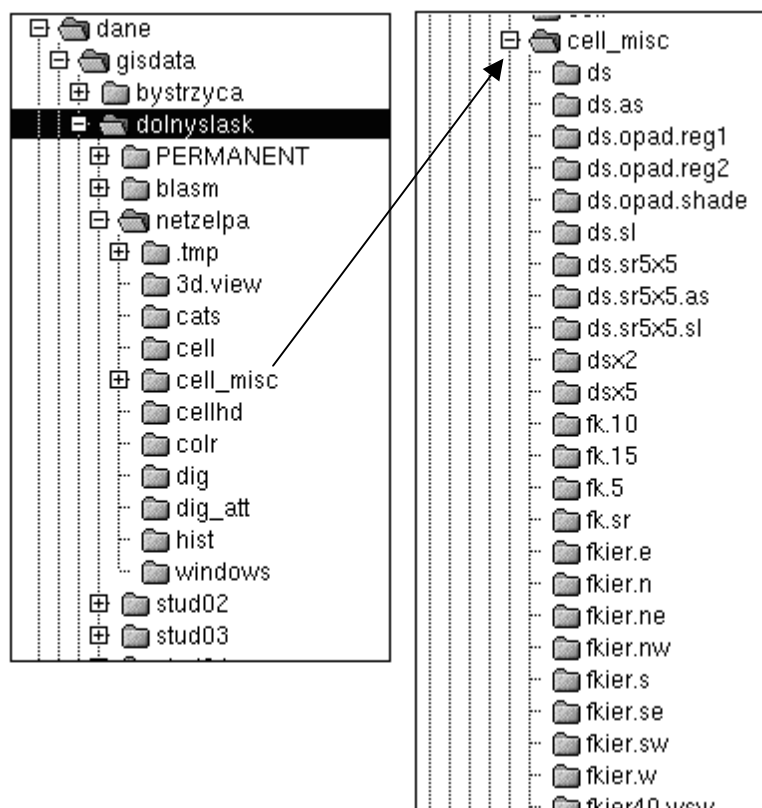 dane
gisdata
bystrzyca
dolnyslask
PERMANENT
blasm
netzelpa
.tmp
3d.view
cats
cell
cell_misc
cellhd
colr
dig
dig_att
hist
windows
stud02
stud03
cell_misc
ds
ds.as
ds.opad.reg1
ds.opad.reg2
ds.opad.shade
ds.sl
ds.sr5x5
ds.sr5x5.as
ds.sr5x5.sl
dsx2
dsx5
fk.10
fk.15
fk.5
fk.sr
fkier.e
fkier.n
fkier.ne
fkier.nw
fkier.s
fkier.se
fkier.sw
fkier.w
fkier40.wsw